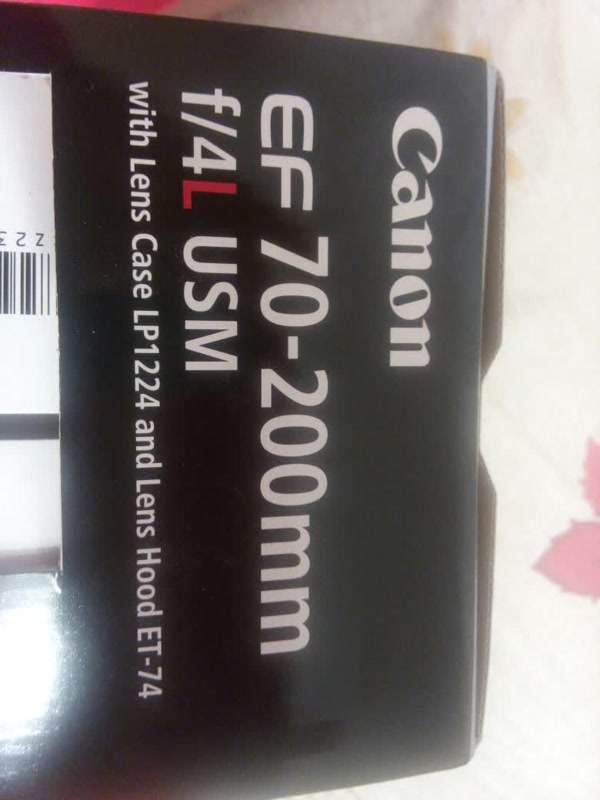 Canon
EF 70-200mm
f/4L USM
with Lens Case LP1224 and Lens Hood ET-74